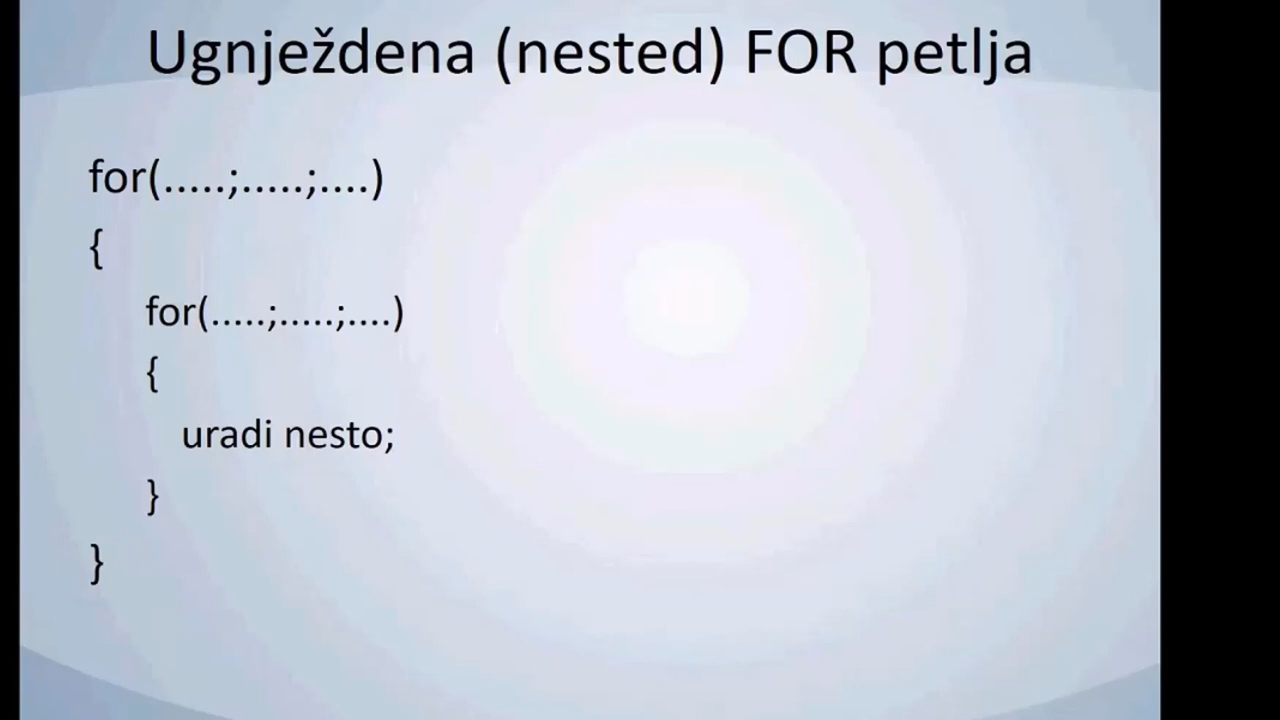 Ugnježdena (nested) FOR petlja
for(.....;.....;....)
{
for(.....;.....;....)
{
uradi nesto;
}
}